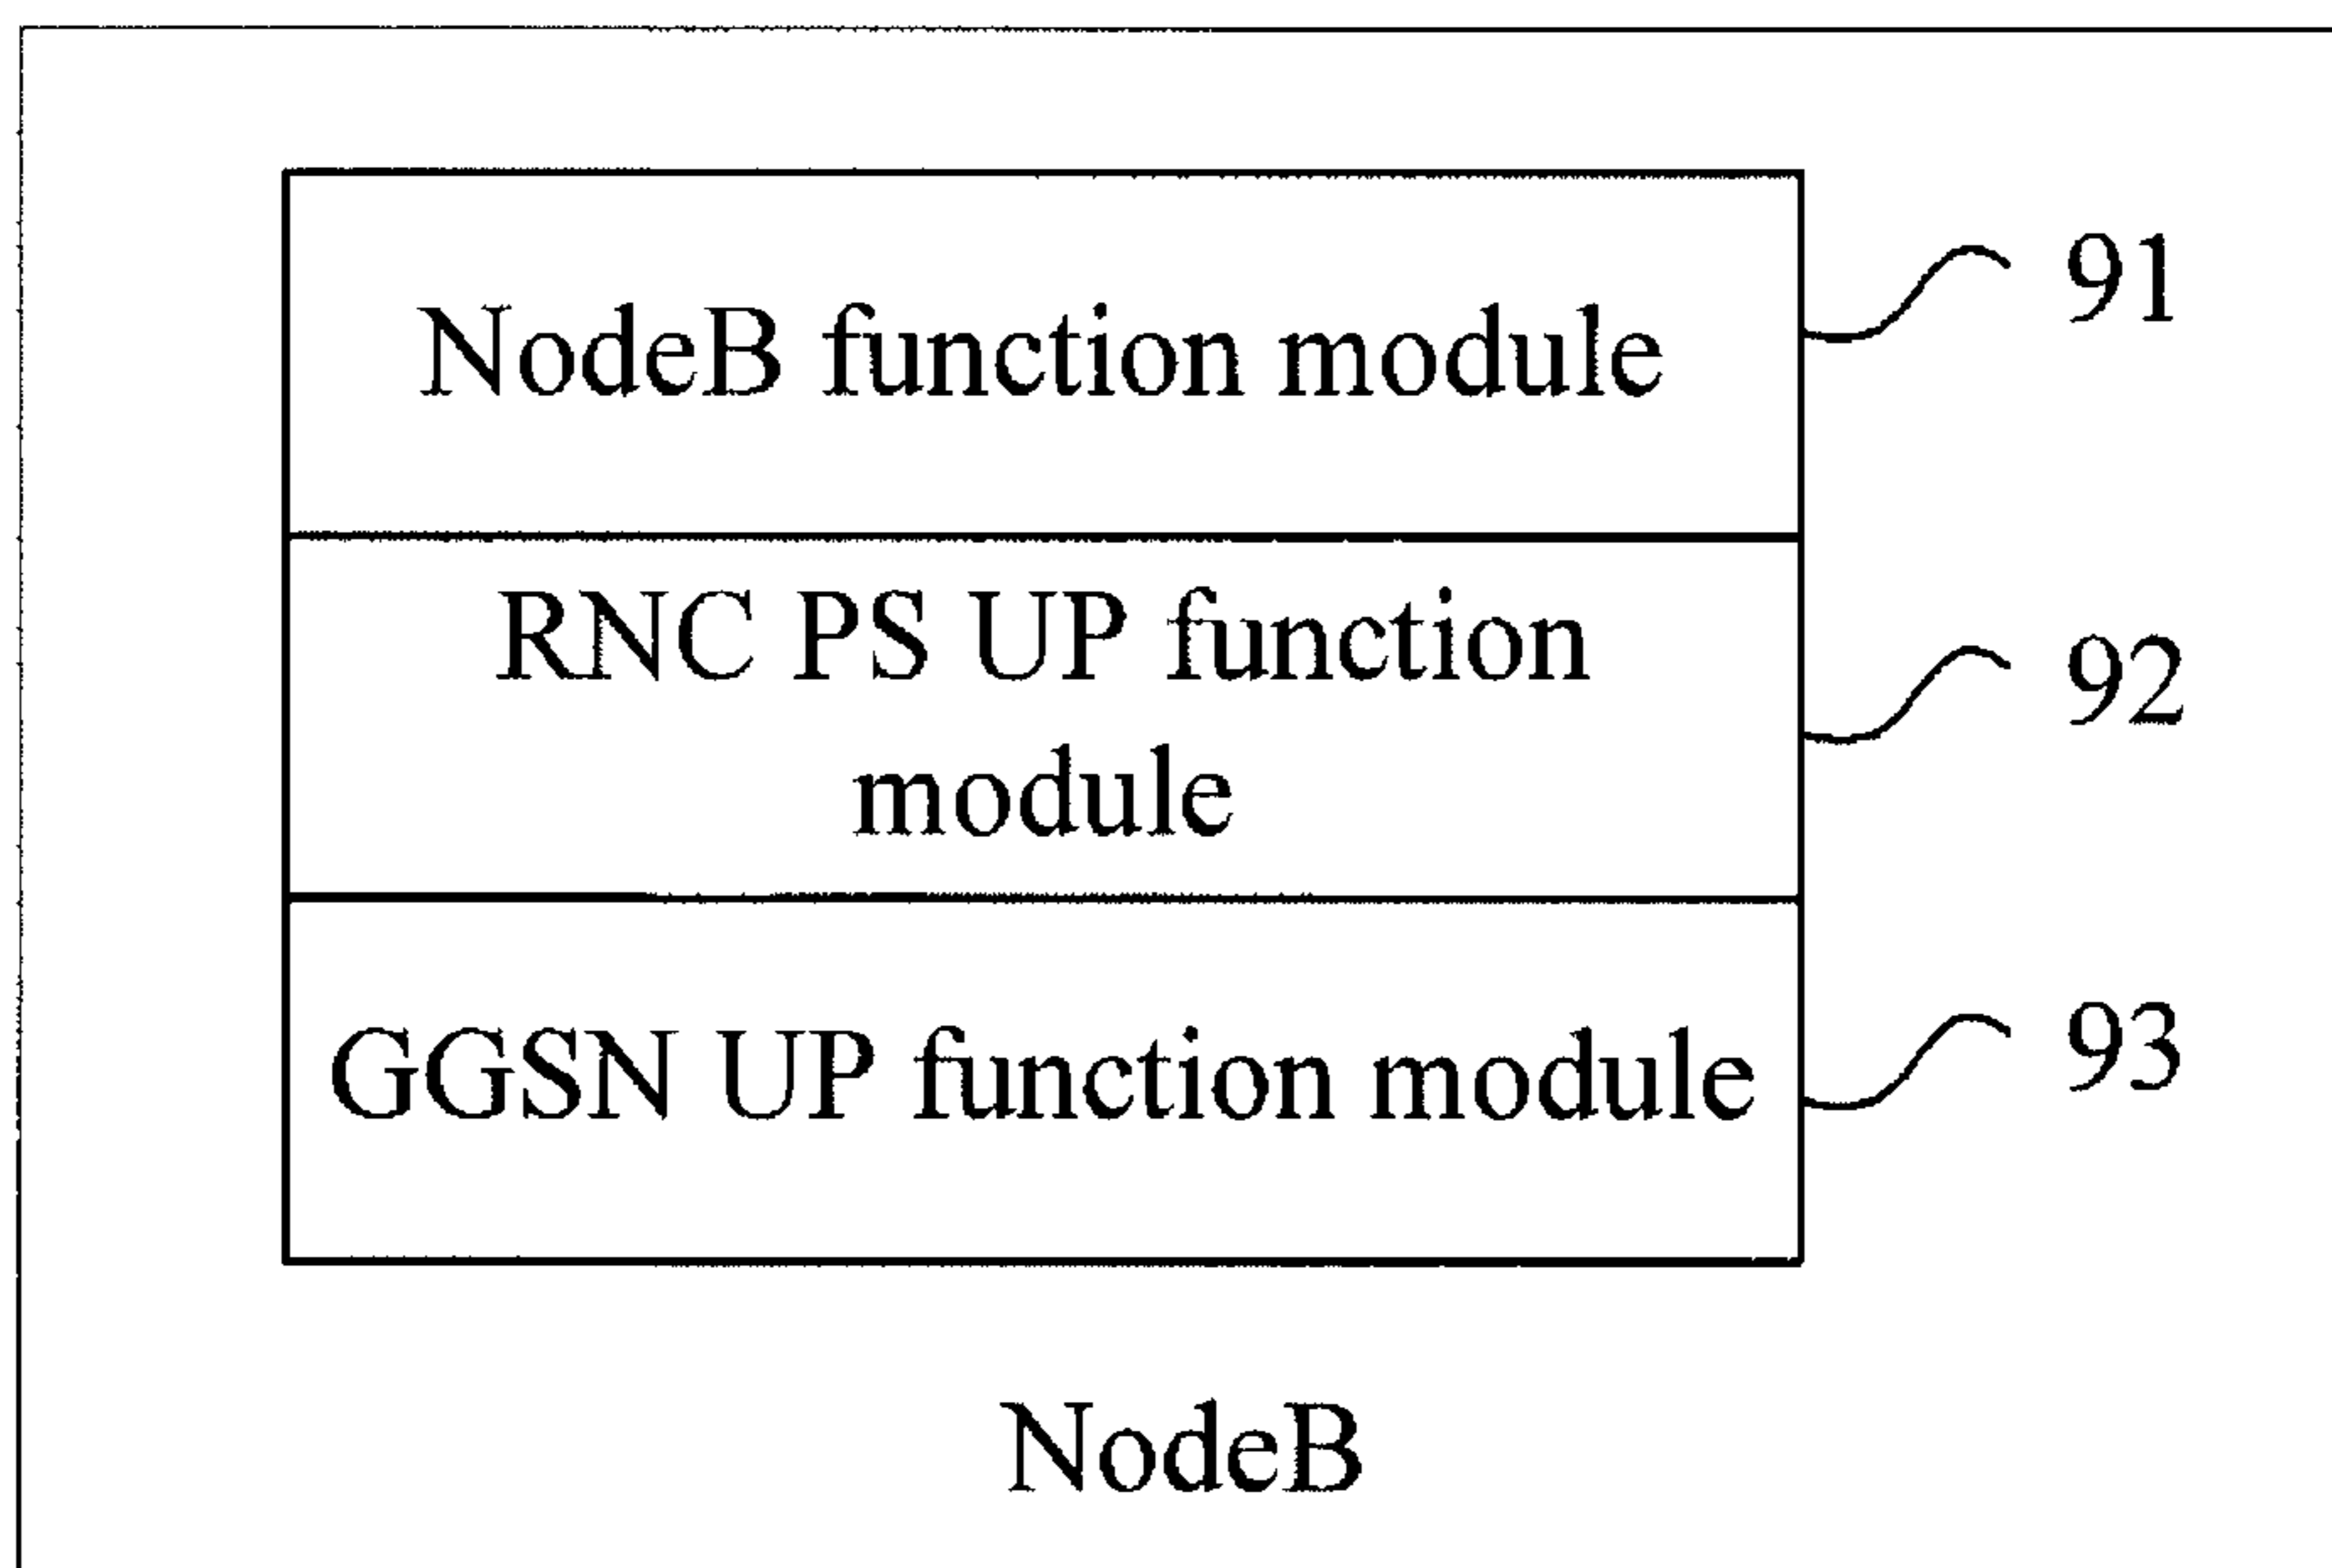 NodeB function module
91
RNC PS UP function
module
92
GGSN UP function module
93
NodeB